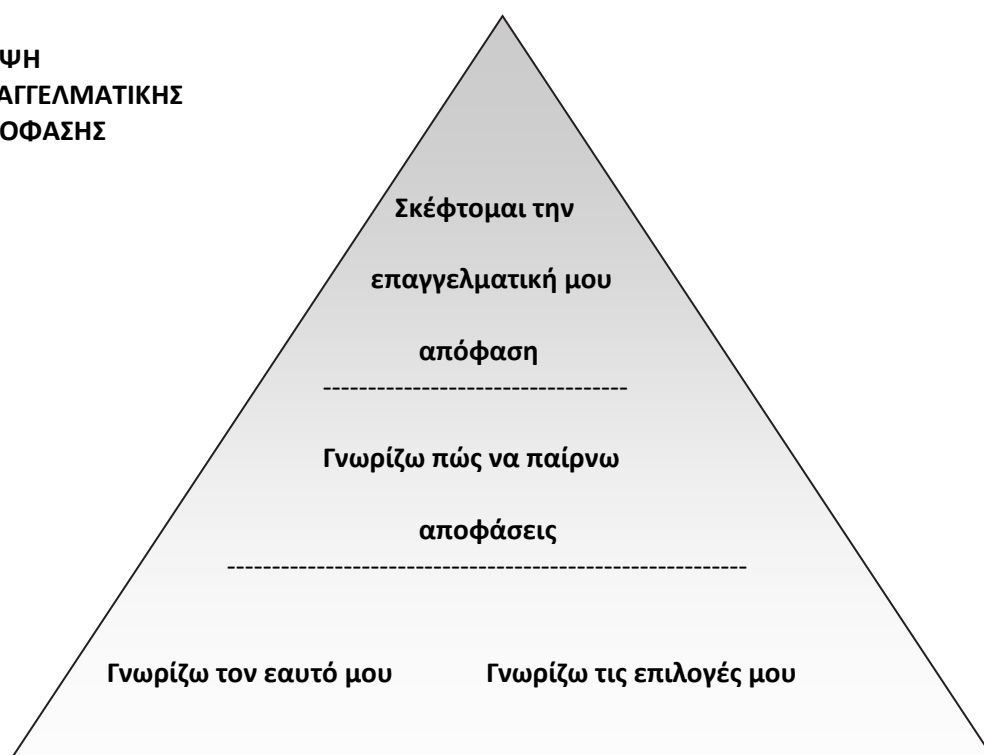 ΨΗ
ΑΓΓΕΛΜΑΤΙΚΗΣ
ΟΦΑΣΗΣ
Σκέφτομαι την
επαγγελματική μου
απόφαση
----------------------------------
Γνωρίζω πώς να παίρνω
αποφάσεις
----------------------------------------------------------
Γνωρίζω τον εαυτό μου Γνωρίζω τις επιλογές μου